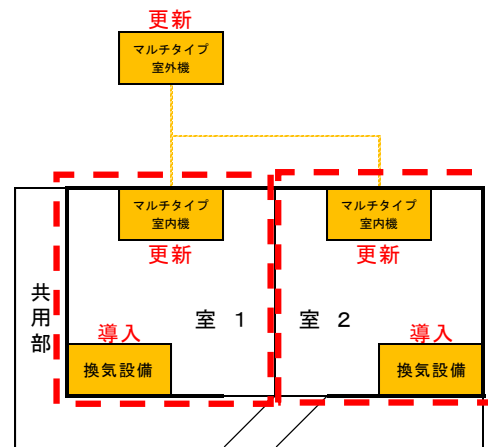 更新
マルチタイプ
室外機
マルチタイプ
室内機
更新
マルチタイプ
室内機
更新
共用部
室 1
室 2
導入
換気設備
導入
換気設備